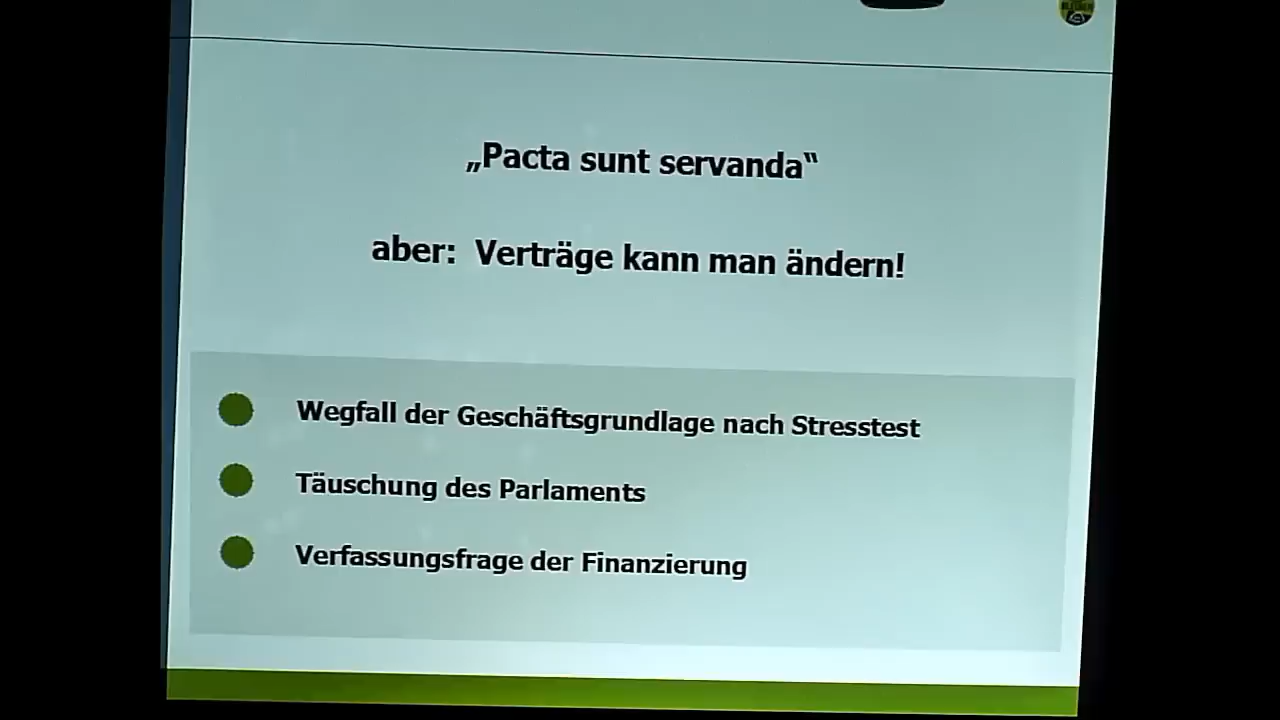 „Pacta sunt servanda“
aber: Verträge kann man ändern!
Wegfall der Geschäftsgrundlage nach Stresstest
Täuschung des Parlaments
Verfassungsfrage der Finanzierung